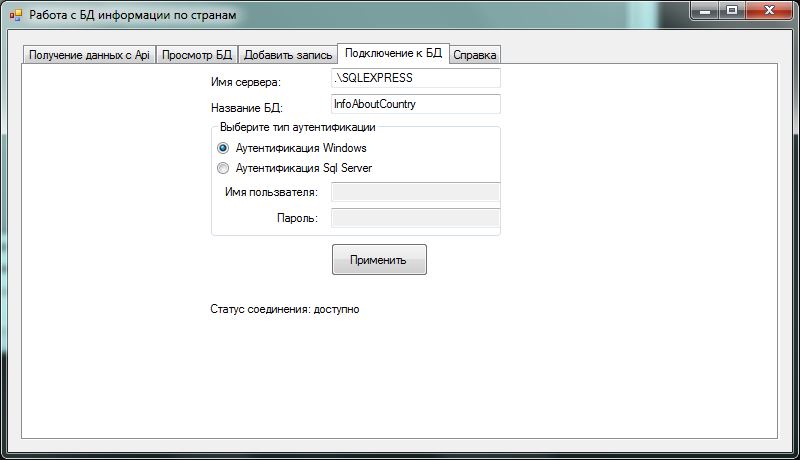 Работа с БД информации по странам
Получение данных с Api Просмотр БД Добавить запись Подключение к БД Справка
Имя сервера: .\SQLEXPRESS
Название БД: InfoAboutCountry
Выберите тип аутентификации
Аутентификация Windows
Аутентификация Sql Server
Имя пользвателя:
Пароль:
Применить
Статус соединения: доступно